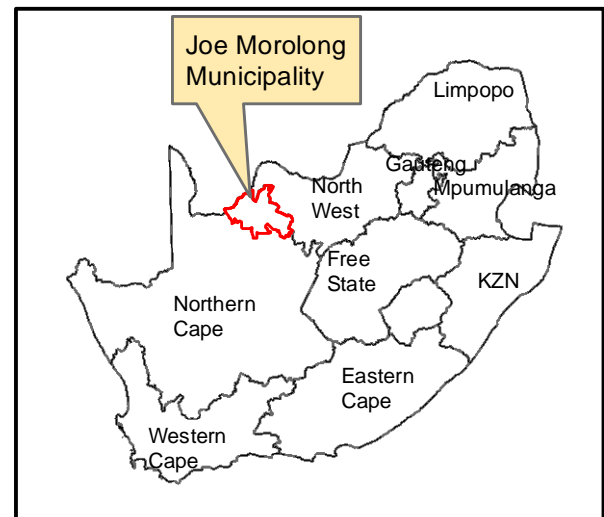 Joe Morolong
Municipality
Limpopo
Gauteng
Mpumulanga
North
West
Free
State
KZN
Northern
Cape
Eastern
Cape
Western
Cape